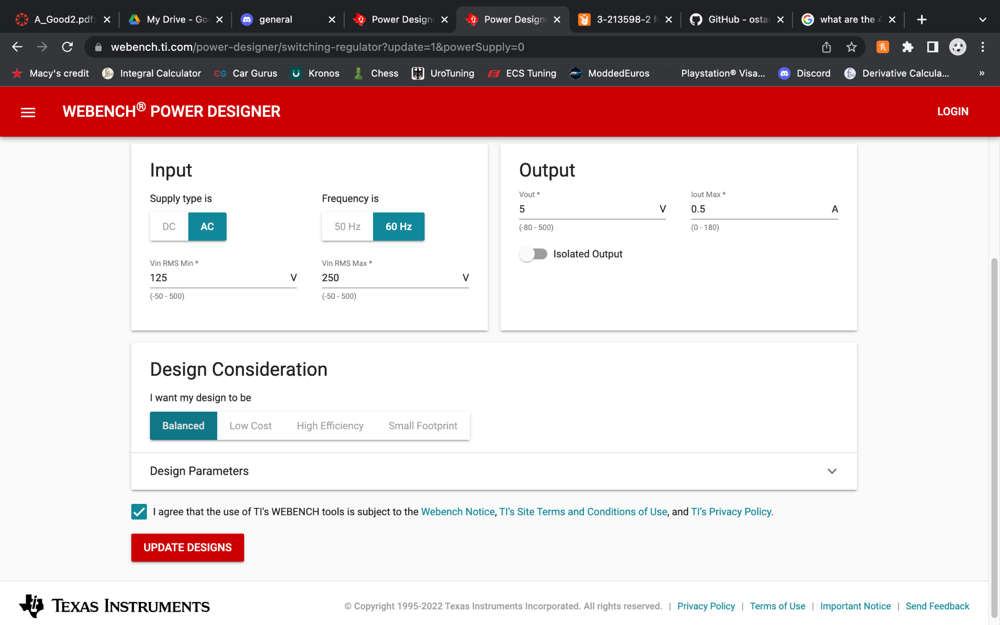 A_Good2.pdf:
My Drive - Goo
general
Power Designe
Power Designe
3-213598-2 fo
GitHub - osta
what are the 4
webench.ti.com/power-designer/switching-regulator?update=1&powerSupply=0
Macy's credit
Integral Calculator
CG Car Gurus
Kronos
Chess
UroTuning
ECS Tuning
ModdedEuros
Playstation® Visa...
Discord
Derivative Calcula...
»
WEBENCH® POWER DESIGNER
LOGIN
Input
Supply type is
Frequency is
DC AC
50 Hz 60 Hz
Vin RMS Min *
Vin RMS Max *
125 V
250 V
(-50 - 500)
(-50 - 500)
Output
Vout *
Iout Max *
5 V
0.5 A
(-80 - 500)
(0 - 180)
Isolated Output
Design Consideration
I want my design to be
Balanced Low Cost High Efficiency Small Footprint
Design Parameters
I agree that the use of TI's WEBENCH tools is subject to the Webench Notice, TI's Site Terms and Conditions of Use, and TI's Privacy Policy.
UPDATE DESIGNS
TEXAS INSTRUMENTS
© Copyright 1995-2022 Texas Instruments Incorporated. All rights reserved. | Privacy Policy | Terms of Use | Important Notice | Send Feedback